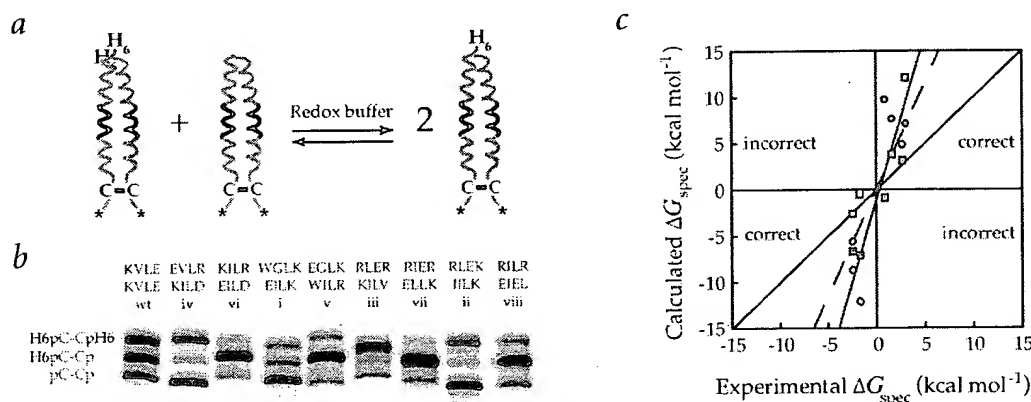 a
H6
H6
+
Redox buffer
2
H6
C=C
C=C
C=C
* *
* *
* *
b
KVLE EVLR KILR WGLK EGLK RLER RIER RLEK RILR
KVLE KILD EILD EILK WILR KILV ELLK IILK EIEL
wt iv vi i v iii vii ii viii
H6pC-CpH6
H6pC-Cp
pC-Cp
c
Calculated ΔGspec (kcal mol-1)
15
10
5
0
-5
-10
-15
incorrect
correct
correct
incorrect
-15 -10 -5 0 5 10 15
Experimental ΔGspec (kcal mol-1)